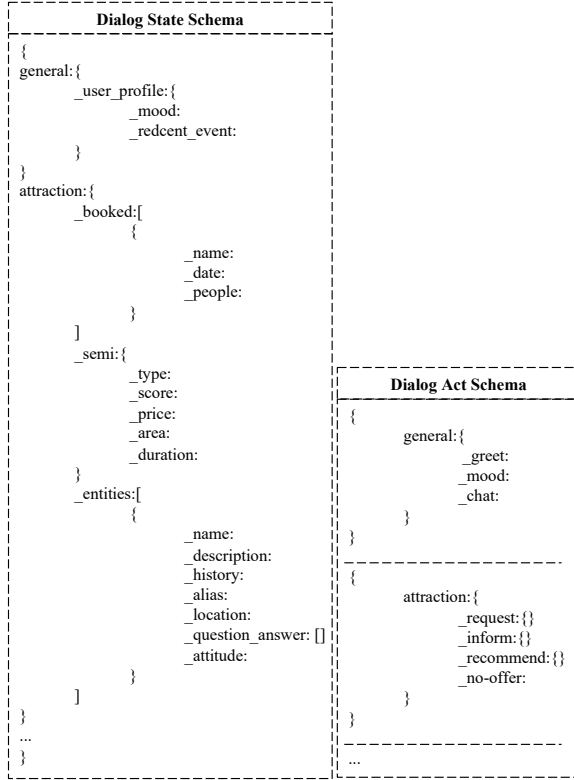 Dialog State Schema
{
general:{
_user_profile:{
_mood:
_redcent_event:
}
}
attraction:{
_booked:[
{
_name:
_date:
_people:
}
]
_semi:{
_type:
_score:
_price:
_area:
_duration:
}
_entities:[
{
_name:
_description:
_history:
_alias:
_location:
_question_answer: []
_attitude:
}
]
}
...
}
Dialog Act Schema
{
general:{
_greet:
_mood:
_chat:
}
}
{
attraction:{
_request:{}
_inform:{}
_recommend:{}
_no-offer:
}
}
...